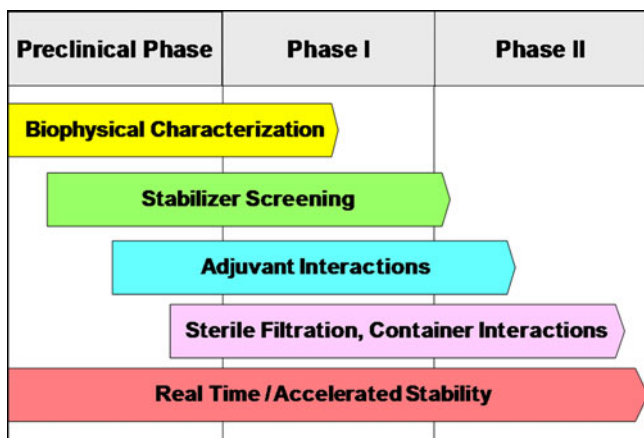 Preclinical Phase
Phase I
Phase II
Biophysical Characterization
Stabilizer Screening
Adjuvant Interactions
Sterile Filtration, Container Interactions
Real Time / Accelerated Stability